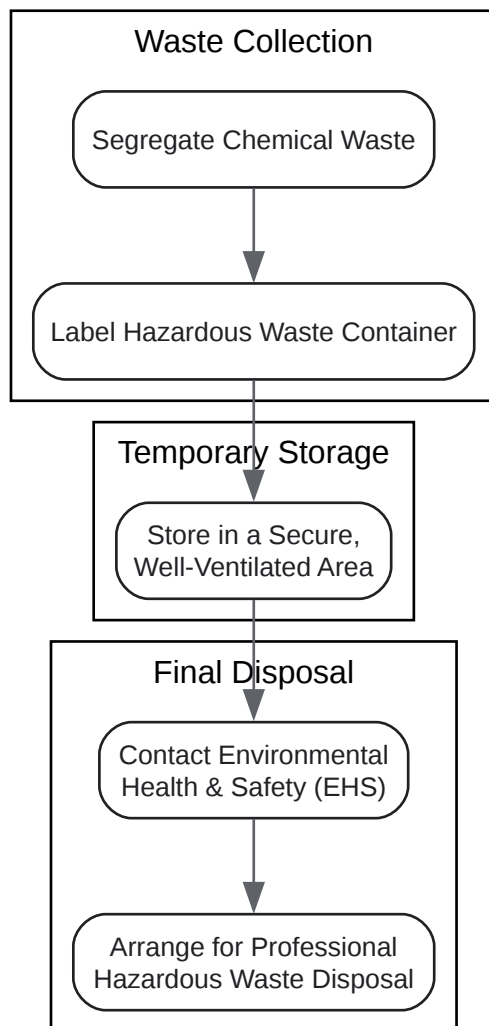 Waste Collection
Segregate Chemical Waste
Label Hazardous Waste Container
Temporary Storage
Store in a Secure,
Well-Ventilated Area
Final Disposal
Contact Environmental
Health & Safety (EHS)
Arrange for Professional
Hazardous Waste Disposal